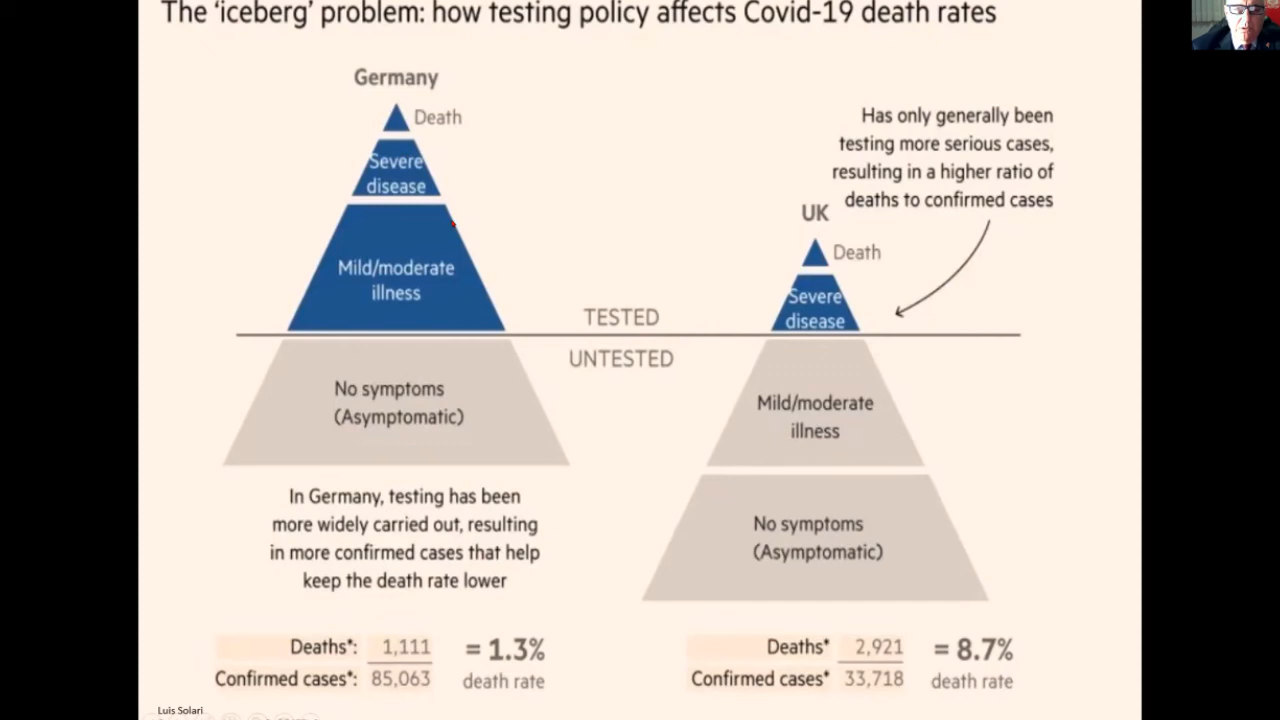 The 'iceberg' problem: how testing policy affects Covid-19 death rates
Germany
Death
Severe
disease
Mild/moderate
illness
No symptoms
(Asymptomatic)
In Germany, testing has been
more widely carried out, resulting
in more confirmed cases that help
keep the death rate lower
Deaths*: 1,111 = 1.3%
Confirmed cases*: 85,063 death rate
TESTED
UNTESTED
Has only generally been
testing more serious cases,
resulting in a higher ratio of
deaths to confirmed cases
UK
Death
Severe
disease
Mild/moderate
illness
No symptoms
(Asymptomatic)
Deaths* 2,921 = 8.7%
Confirmed cases* 33,718 death rate
Luis Solari